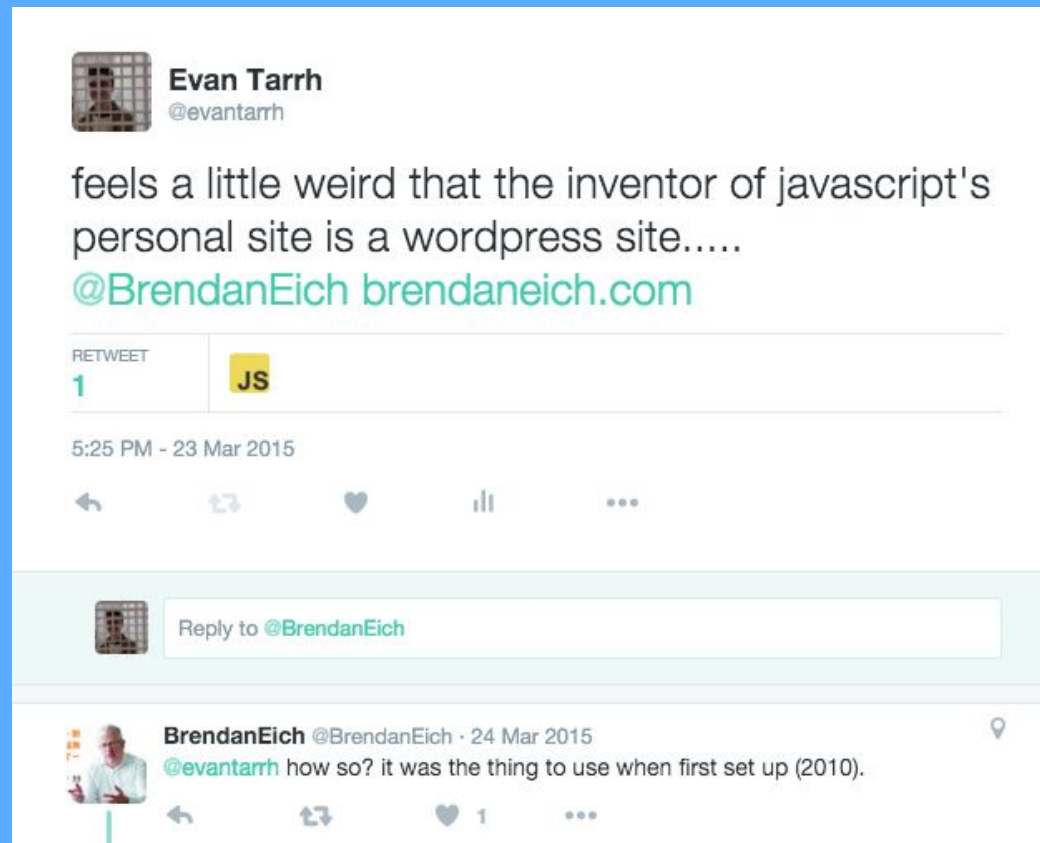 Evan Tarrh
@evantarrh
feels a little weird that the inventor of javascript's
personal site is a wordpress site.....
@BrendanEich brendaneich.com
RETWEET
1
JS
5:25 PM - 23 Mar 2015
Reply to @BrendanEich
BrendanEich @BrendanEich · 24 Mar 2015
@evantarrh how so? it was the thing to use when first set up (2010).
1